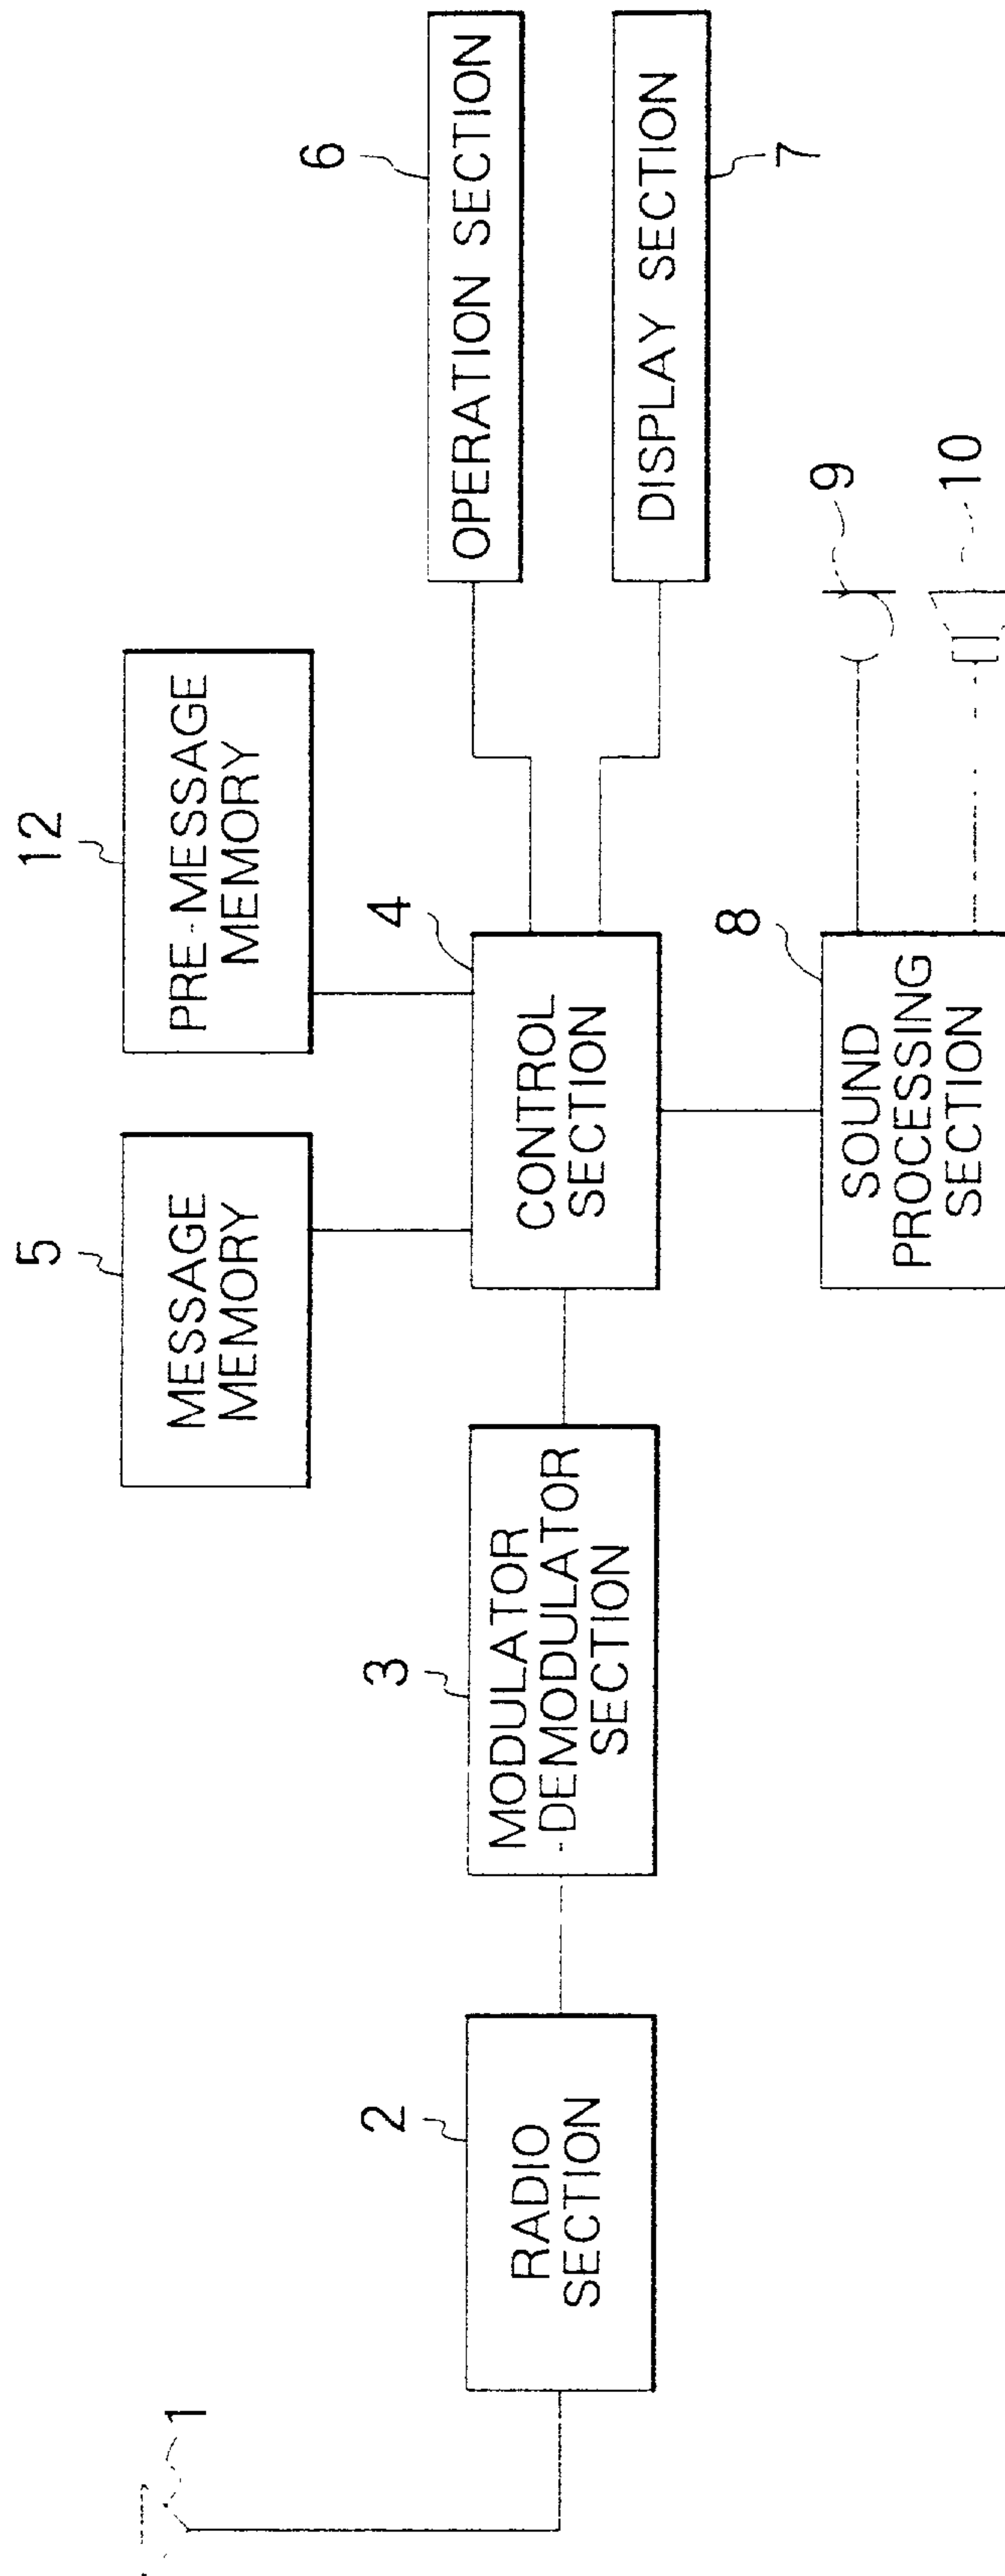 12
5
PRE-MESSAGE
MEMORY
MESSAGE
MEMORY
6
OPERATION SECTION
4
3
2
1
CONTROL
SECTION
MODULATOR
-DEMODULATOR
SECTION
RADIO
SECTION
DISPLAY SECTION
7
8
9
SOUND
PROCESSING
SECTION
10